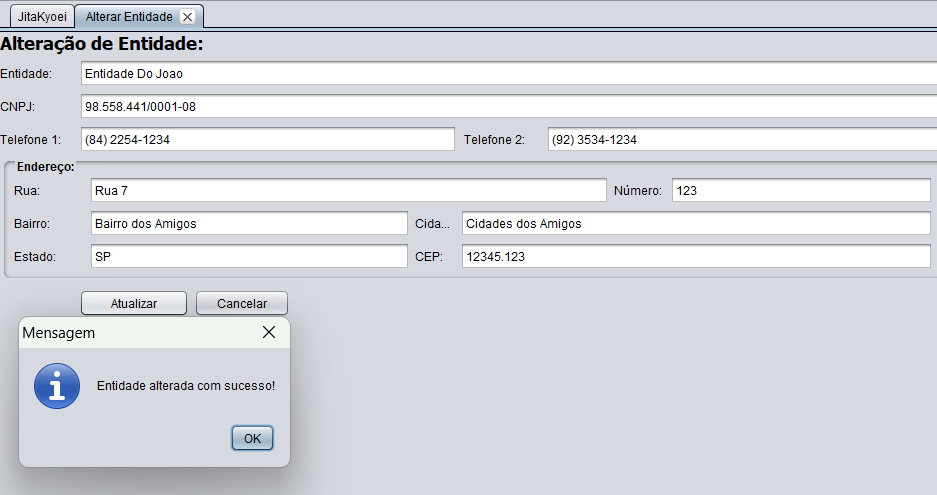 JitaKyoei Alterar Entidade
Alteração de Entidade:
Entidade: Entidade Do Joao
CNPJ: 98.558.441/0001-08
Telefone 1: (84) 2254-1234 Telefone 2: (92) 3534-1234
Endereço:
Rua: Rua 7 Número: 123
Bairro: Bairro dos Amigos Cida... Cidades dos Amigos
Estado: SP CEP: 12345.123
Atualizar Cancelar
Mensagem
Entidade alterada com sucesso!
OK